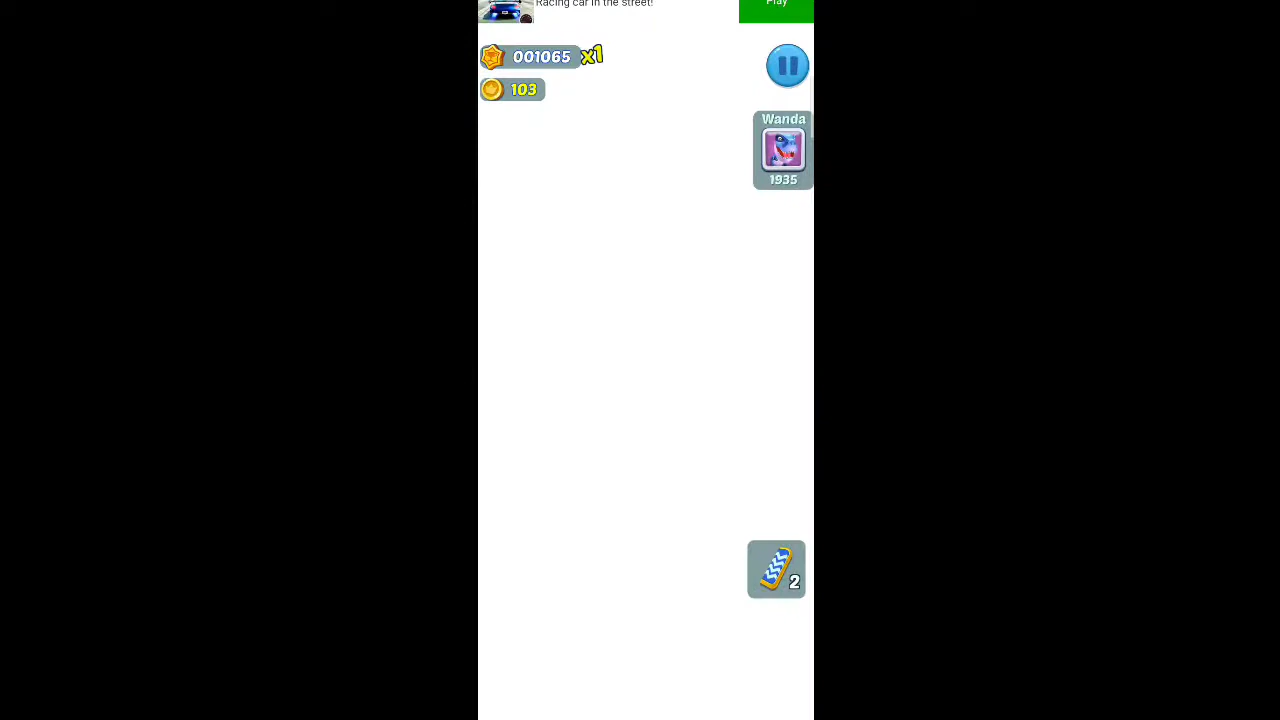 Racing car in the street!
Play
001065 x1
103
Wanda
1935
2